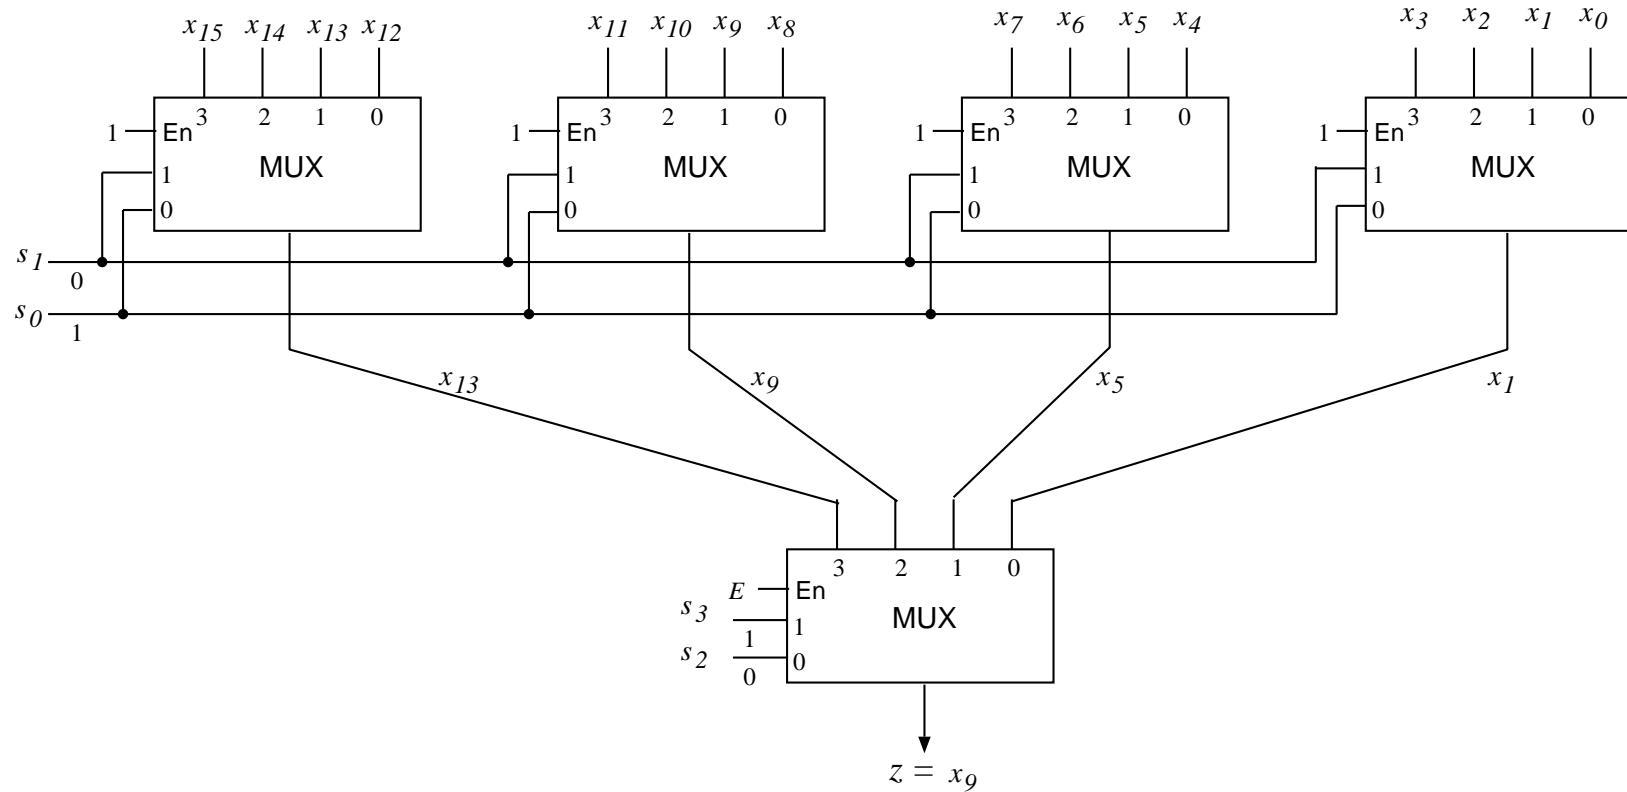 x15 x14 x13 x12 x11 x10 x9 x8 x7 x6 x5 x4 x3 x2 x1 x0
3 2 1 0 3 2 1 0 3 2 1 0 3 2 1 0
1 En 1 En 1 En 1 En
MUX MUX MUX MUX
1 1 1 1
0 0 0 0
s1
0
s0
1
x13 x9 x5 x1
3 2 1 0
E En
s3 MUX
1 1
s2 0
0
z = x9